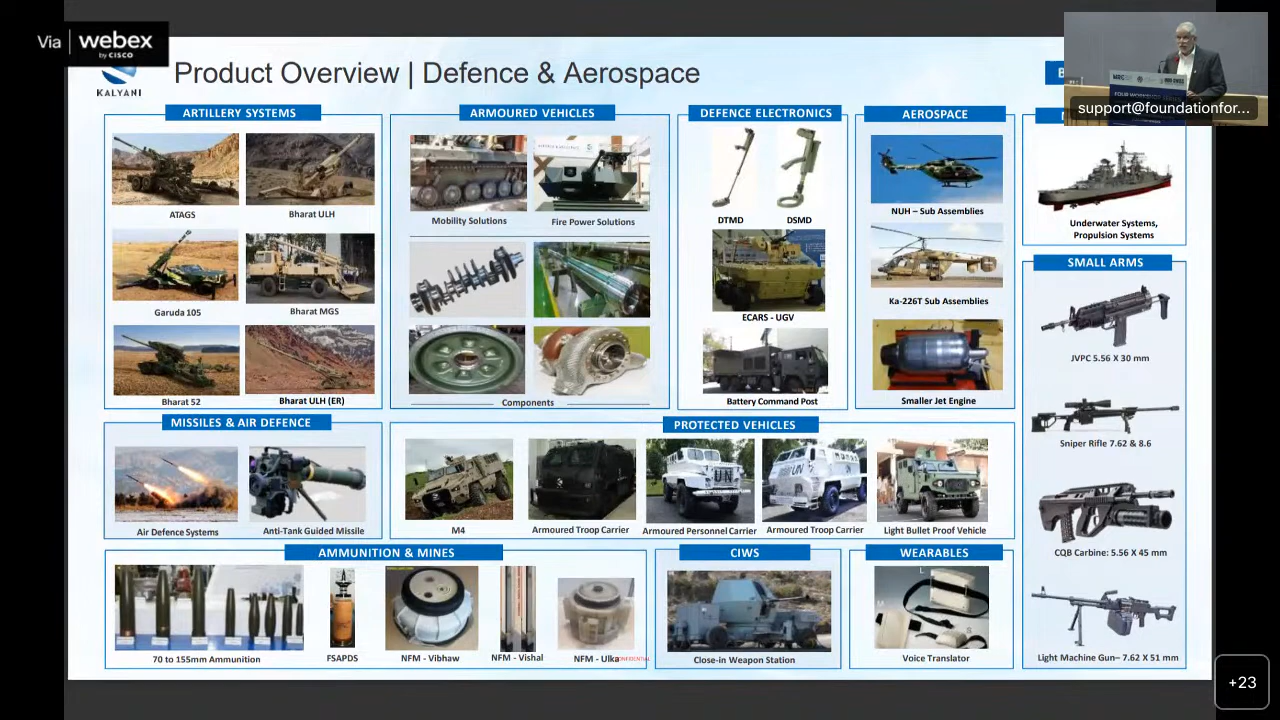 Via webex
by CISCO
KALYANI
Product Overview | Defence & Aerospace
B
support@foundationfor...
ARTILLERY SYSTEMS
ATAGS
Bharat ULH
Garuda 105
Bharat MGS
Bharat 52
Bharat ULH (ER)
ARMOURED VEHICLES
Mobility Solutions
Fire Power Solutions
Components
DEFENCE ELECTRONICS
DTMD
DSMD
ECARS - UGV
Battery Command Post
AEROSPACE
NUH – Sub Assemblies
Ka-226T Sub Assemblies
Smaller Jet Engine
Underwater Systems,
Propulsion Systems
SMALL ARMS
JVPC 5.56 X 30 mm
Sniper Rifle 7.62 & 8.6
CQB Carbine: 5.56 X 45 mm
Light Machine Gun– 7.62 X 51 mm
MISSILES & AIR DEFENCE
Air Defence Systems
Anti-Tank Guided Missile
PROTECTED VEHICLES
M4
Armoured Troop Carrier
UN
Armoured Personnel Carrier
UN
Armoured Troop Carrier
Light Bullet Proof Vehicle
AMMUNITION & MINES
70 to 155mm Ammunition
FSAPDS
NFM - Vibhaw
NFM - Vishal
NFM - Ulka
CONFIDENTIAL
CIWS
Close-in Weapon Station
WEARABLES
L
M
S
Voice Translator
+23